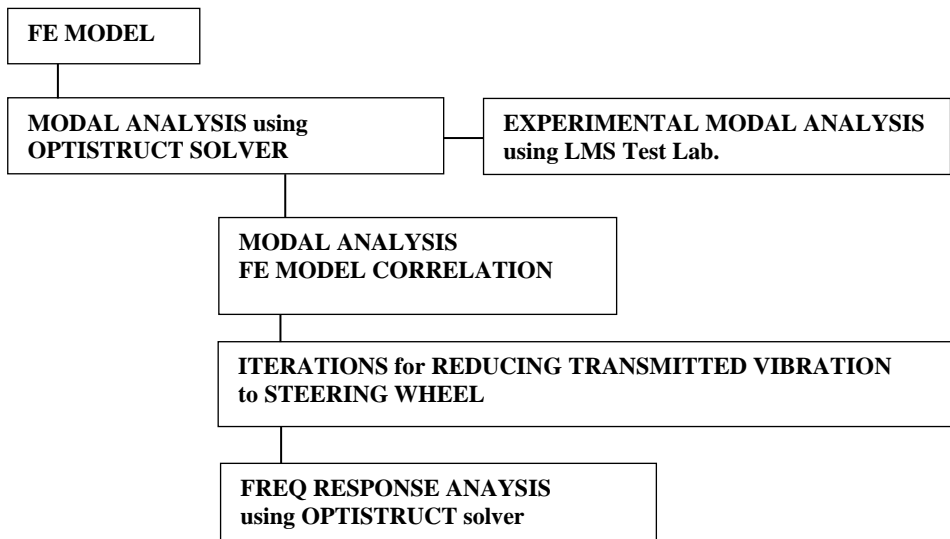 FE MODEL
MODAL ANALYSIS using
OPTISTRUCT SOLVER
EXPERIMENTAL MODAL ANALYSIS
using LMS Test Lab.
MODAL ANALYSIS
FE MODEL CORRELATION
ITERATIONS for REDUCING TRANSMITTED VIBRATION
to STEERING WHEEL
FREQ RESPONSE ANAYSIS
using OPTISTRUCT solver